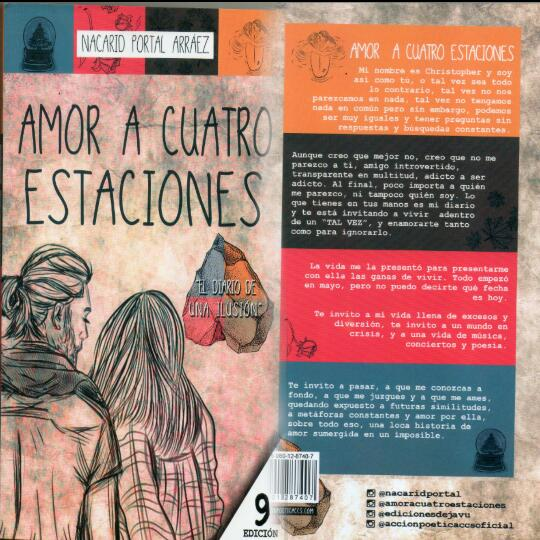 NACARID PORTAL ARRÁEZ
AMOR A CUATRO
ESTACIONES
"EL DIARIO DE
UNA ILUSIÓN"
9
EDICIÓN
AMOR A CUATRO ESTACIONES
Mi nombre es Christopher y soy
así como tu, o tal vez sea todo
lo contrario, tal vez no nos
parezcamos en nada, tal vez no tengamos
nada en común pero sin embargo, podemos
ser muy iguales y tener preguntas sin
respuestas y búsquedas constantes.
Aunque creo que mejor no, creo que no me
parezco a ti, amigo introvertido,
transparente en multitud, adicto a ser
adicto. Al final, poco importa a quién
me parezco, ni tampoco quién soy. Lo
que tienes en tus manos es mi diario
y te está invitando a vivir adentro
de un "TAL VEZ", y enamorarte tanto
como para ignorarlo.
La vida me la presentó para presentarme
con ella las ganas de vivir. Todo empezó
en mayo, pero no puedo decirte qué fecha
es hoy.
Te invito a mi vida llena de excesos y
diversión, te invito a un mundo en
crisis, y a una vida de música,
conciertos y poesia.
Te invito a pasar, a que me conozcas a
fondo, a que me juzgues y a que me ames,
quedando expuesto a futuras similitudes,
a metáforas constantes y amor por ella,
sobre todo eso, una loca historia de
amor sumergida en un imposible.
@nacaridportal
@amoracuatroestaciones
@edicionesdejavu
@accionpoeticaccsoficial